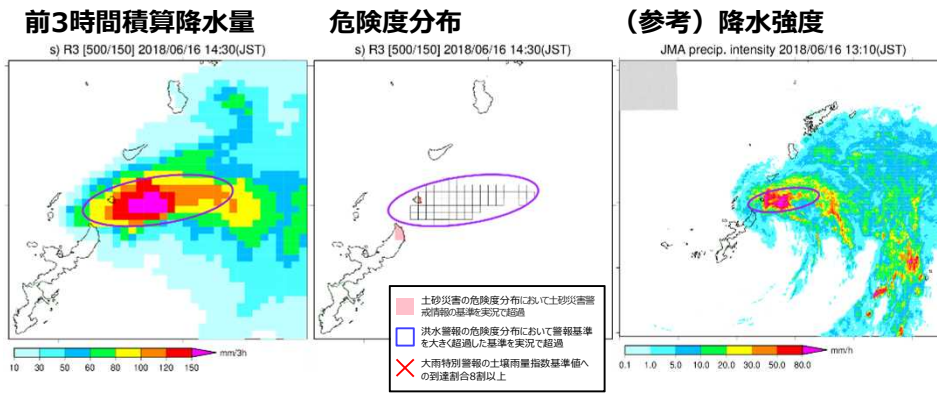 前3時間積算降水量
危険度分布
（参考）降水強度
s) R3 [500/150] 2018/06/16 14:30(JST)
s) R3 [500/150] 2018/06/16 14:30(JST)
JMA precip. intensity 2018/06/16 13:10(JST)
土砂災害の危険度分布において土砂災害警
戒情報の基準を実況で超過
洪水警報の危険度分布において警報基準
を大きく超過した基準を実況で超過
大雨特別警報の土壌雨量指数基準値へ
の到達割合8割以上
mm/3h
10 30 50 80 100 120 150
mm/h
0.1 1.0 5.0 10.0 20.0 30.0 50.0 80.0